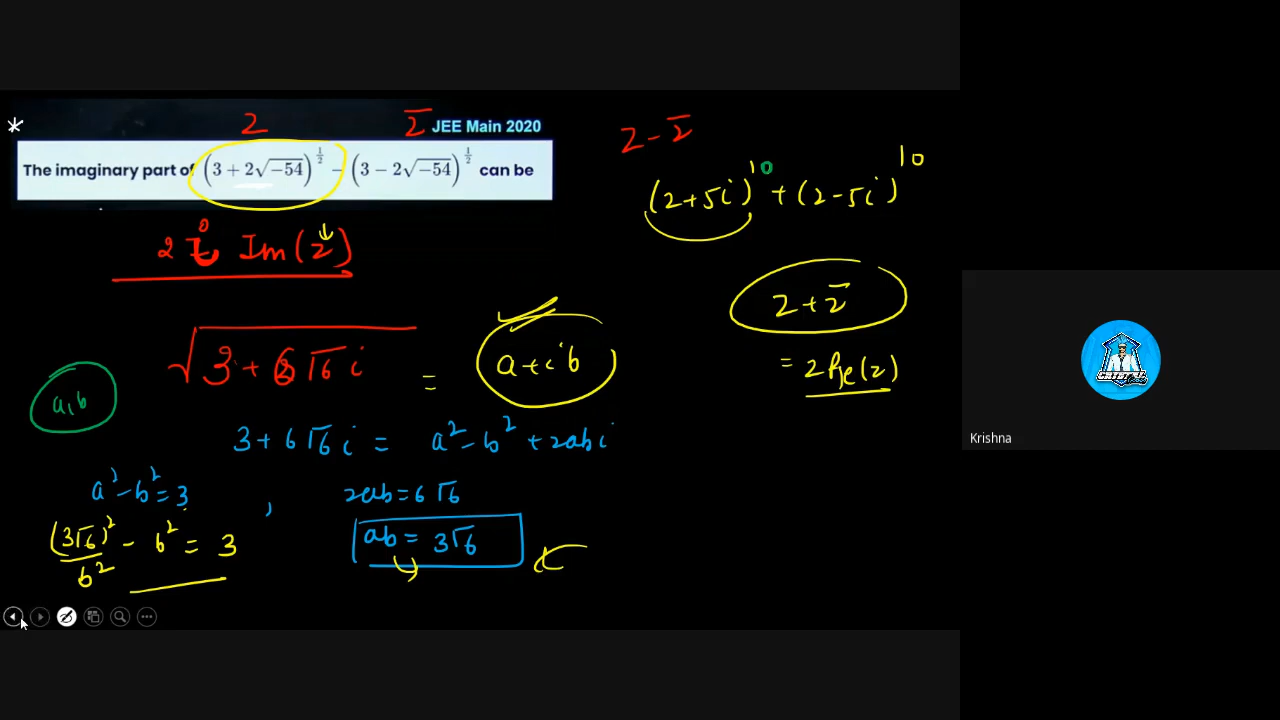 *
z
z̄
JEE Main 2020
The imaginary part of (3 + 2√−54)^(1/2) − (3 − 2√−54)^(1/2) can be
z - z̄
(2+5i)^10 + (2-5i)^10
2 i Im(z)
z + z̄
= 2Re(z)
√(3 + 6√6 i) = a+ib
a,b
3+6√6 i = a² - b² + 2abi
a² - b² = 3 , 2ab = 6√6
(3√6)²/b² - b² = 3
ab = 3√6
Krishna